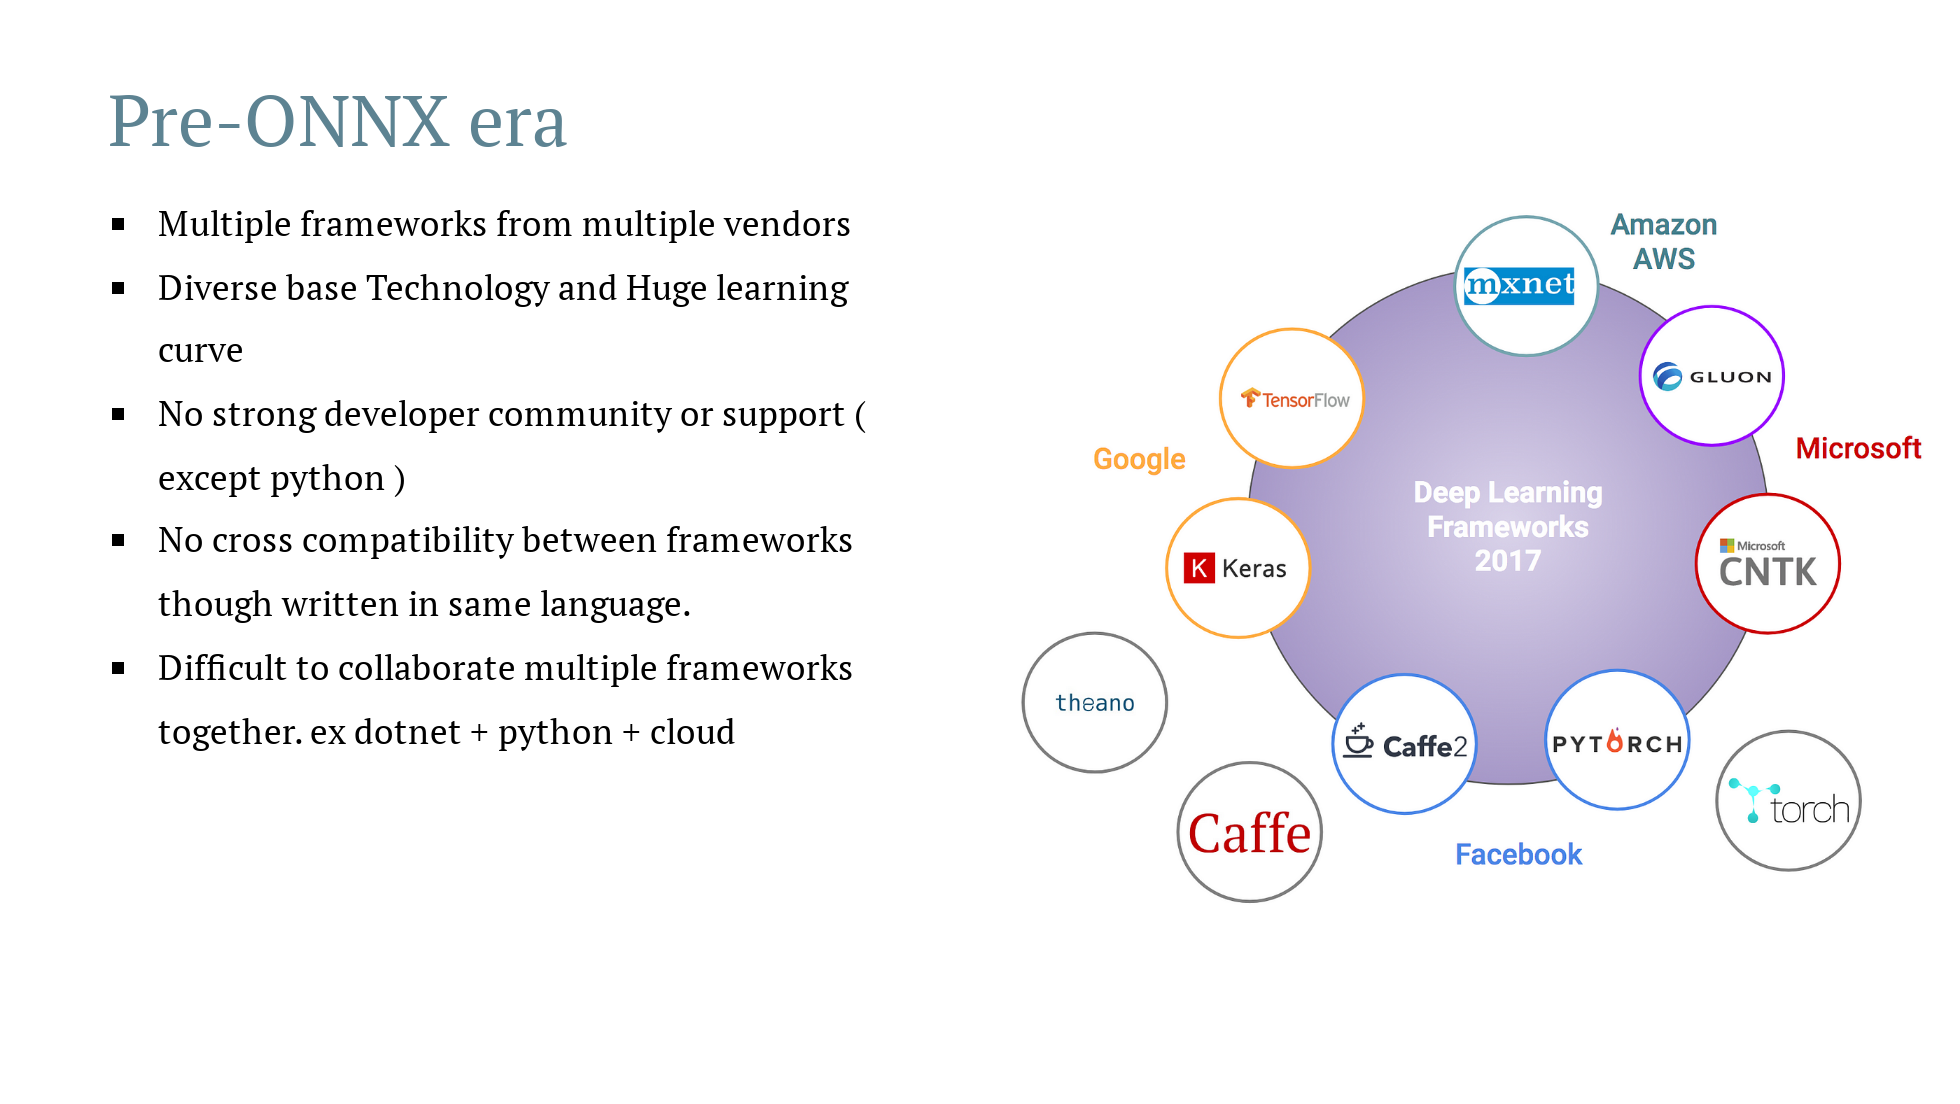 Pre-ONNX era
▪ Multiple frameworks from multiple vendors
▪ Diverse base Technology and Huge learning
curve
▪ No strong developer community or support (
except python )
▪ No cross compatibility between frameworks
though written in same language.
▪ Difficult to collaborate multiple frameworks
together. ex dotnet + python + cloud
Amazon
AWS
mxnet
GLUON
TensorFlow
Google
Microsoft
Deep Learning
Frameworks
2017
Keras
Microsoft
CNTK
theano
Caffe2
PYTORCH
torch
Caffe
Facebook